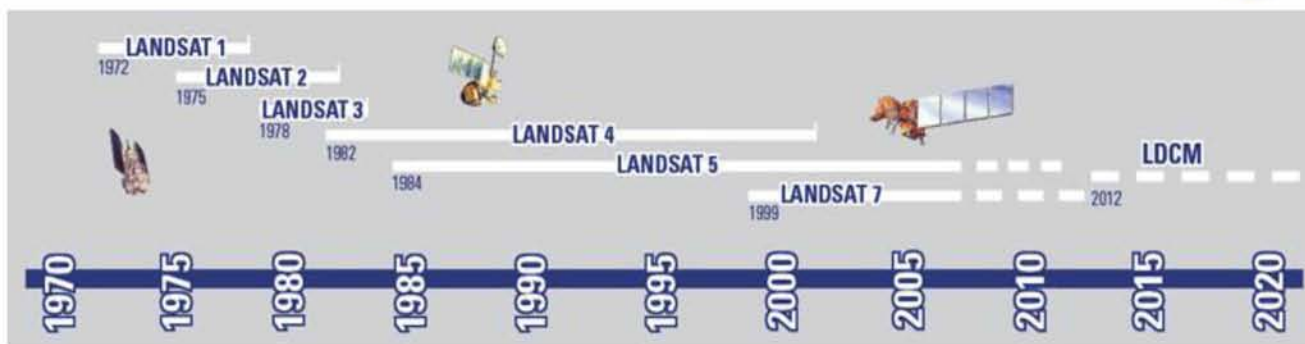 LANDSAT 1
1972
LANDSAT 2
1975
LANDSAT 3
1978
LANDSAT 4
1982
LANDSAT 5
1984
LANDSAT 7
1999
LDCM
2012
1970 1975 1980 1985 1990 1995 2000 2005 2010 2015 2020